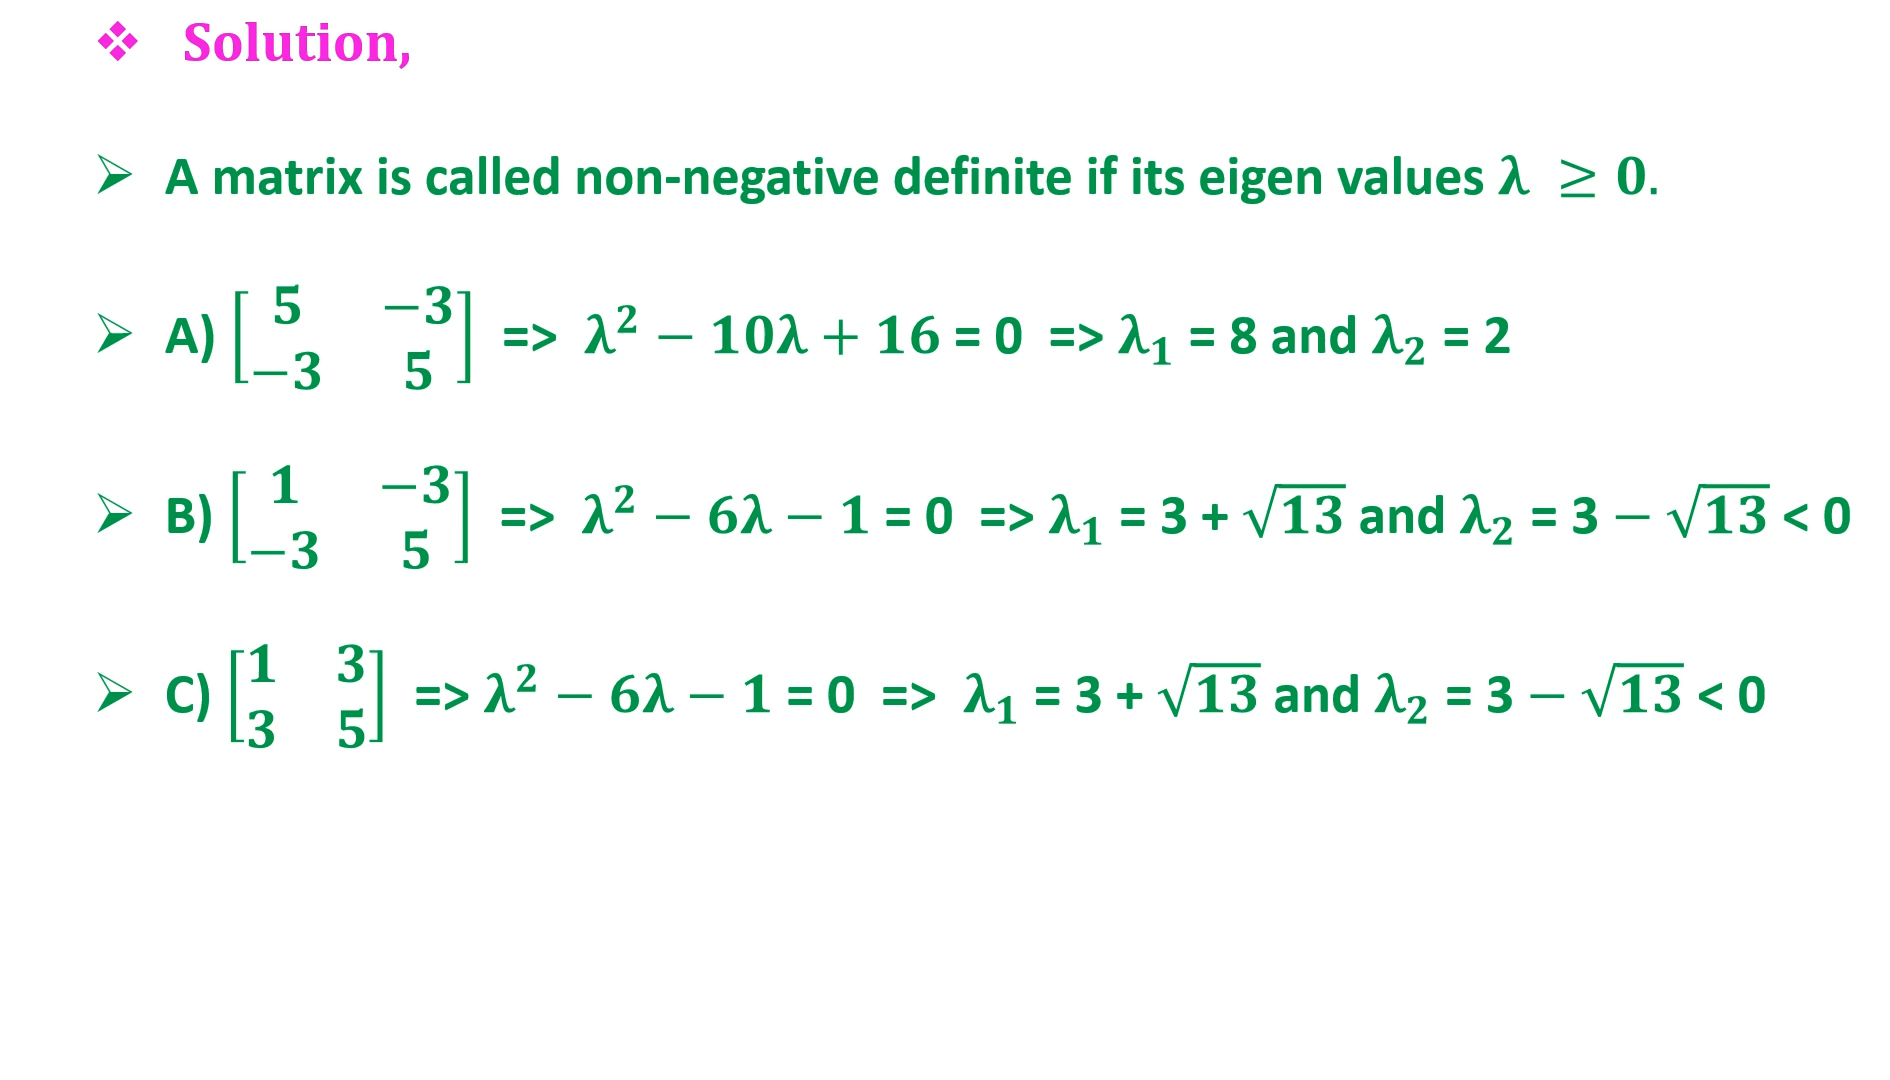 ❖ Solution,
➢ A matrix is called non-negative definite if its eigen values λ ≥ 0.
➢ A) [5 −3; −3 5] => λ² − 10λ + 16 = 0 => λ₁ = 8 and λ₂ = 2
➢ B) [1 −3; −3 5] => λ² − 6λ − 1 = 0 => λ₁ = 3 + √13 and λ₂ = 3 − √13 < 0
➢ C) [1 3; 3 5] => λ² − 6λ − 1 = 0 => λ₁ = 3 + √13 and λ₂ = 3 − √13 < 0